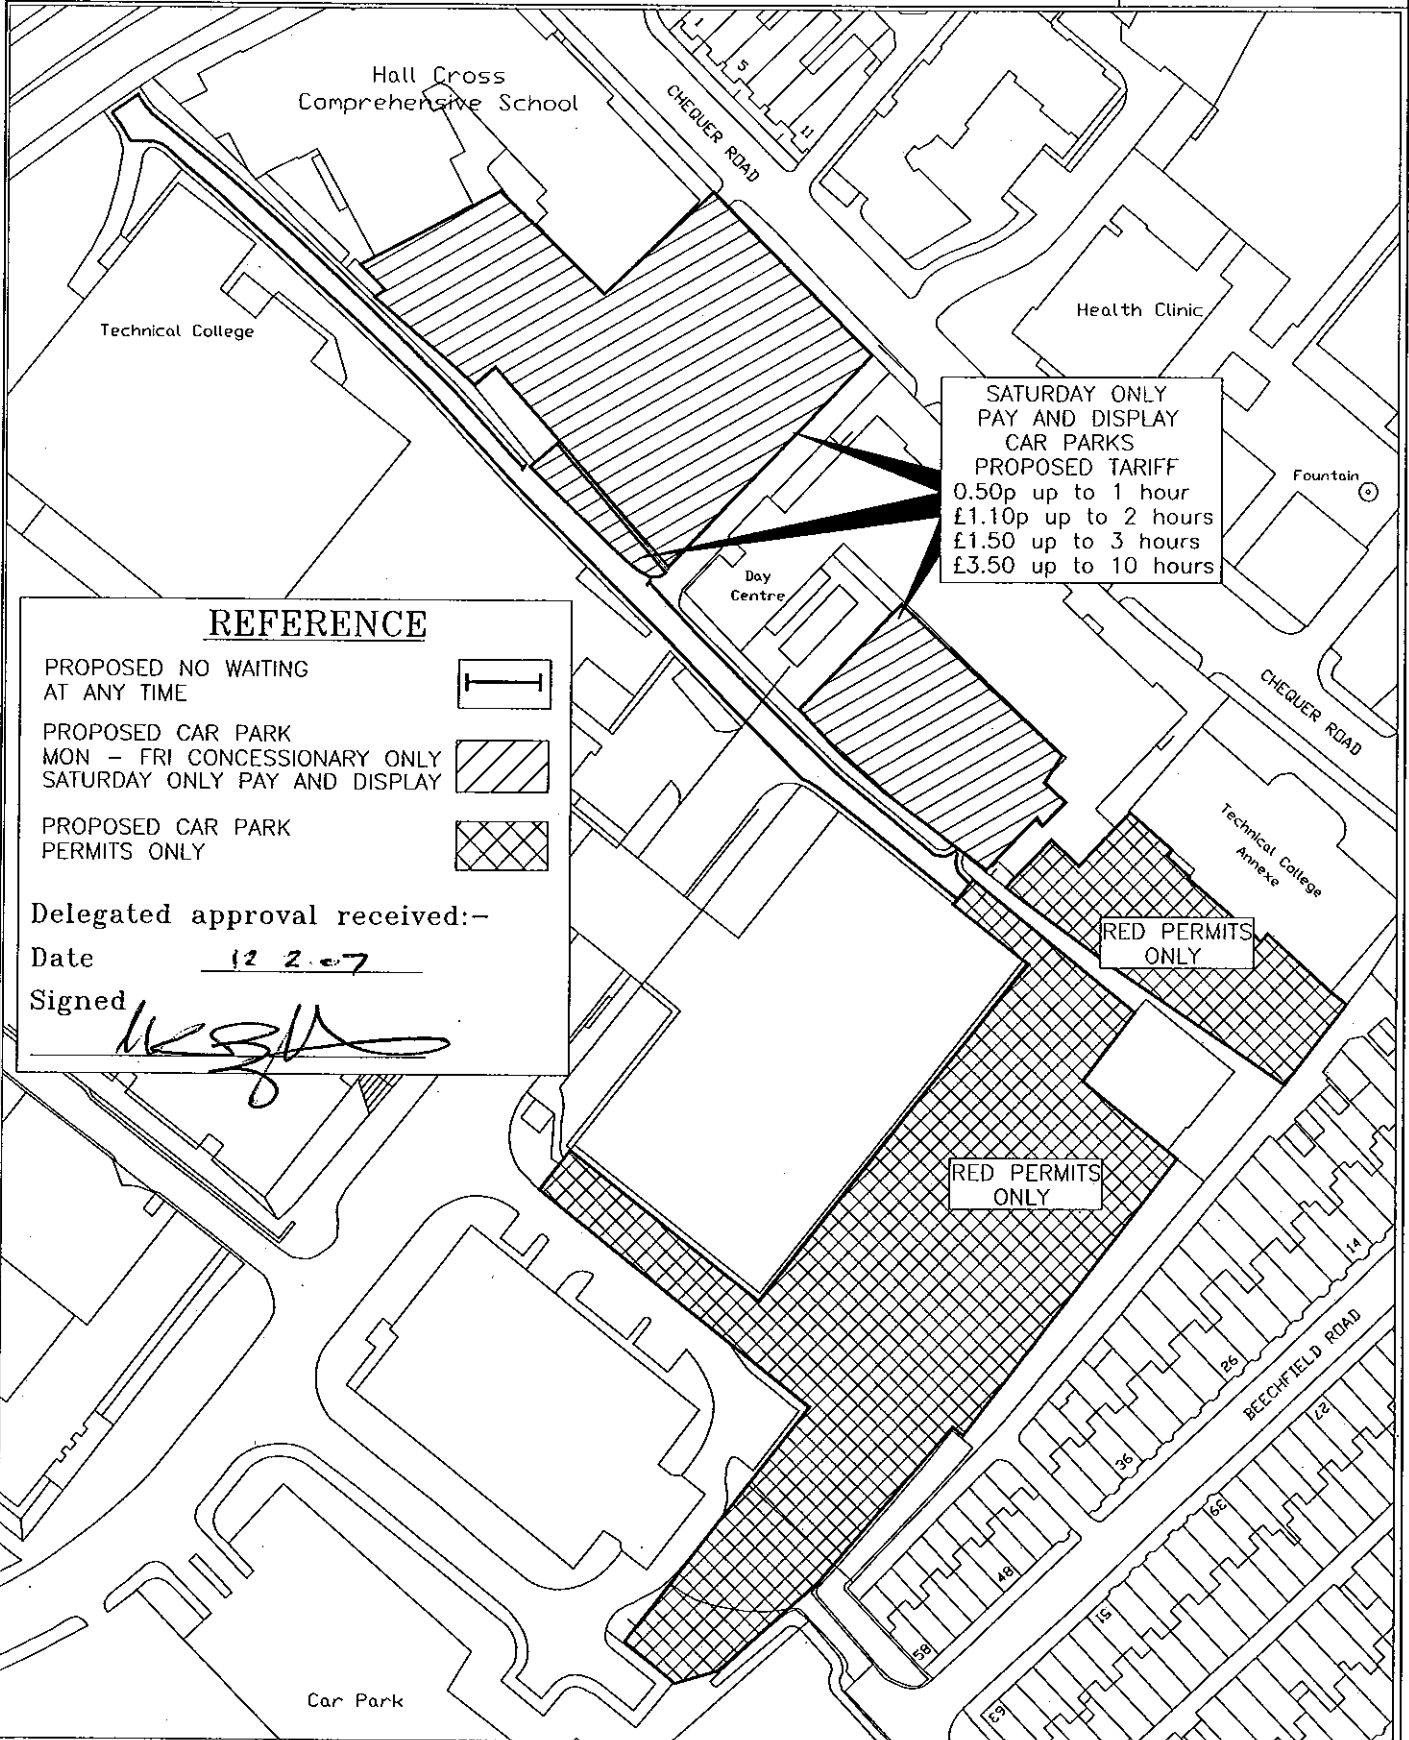 Hall Cross
Comprehensive School
CHEQUER ROAD
1
5
11
Technical College
Health Clinic
Fountain
SATURDAY ONLY
PAY AND DISPLAY
CAR PARKS
PROPOSED TARIFF
0.50p up to 1 hour
£1.10p up to 2 hours
£1.50 up to 3 hours
£3.50 up to 10 hours
Day
Centre
REFERENCE
PROPOSED NO WAITING
AT ANY TIME
PROPOSED CAR PARK
MON - FRI CONCESSIONARY ONLY
SATURDAY ONLY PAY AND DISPLAY
PROPOSED CAR PARK
PERMITS ONLY
Delegated approval received:-
Date 12 2.07
Signed
CHEQUER ROAD
Technical College
Annexe
RED PERMITS
ONLY
RED PERMITS
ONLY
14
26
36
48
58
BEECHFIELD ROAD
27
39
51
63
Car Park